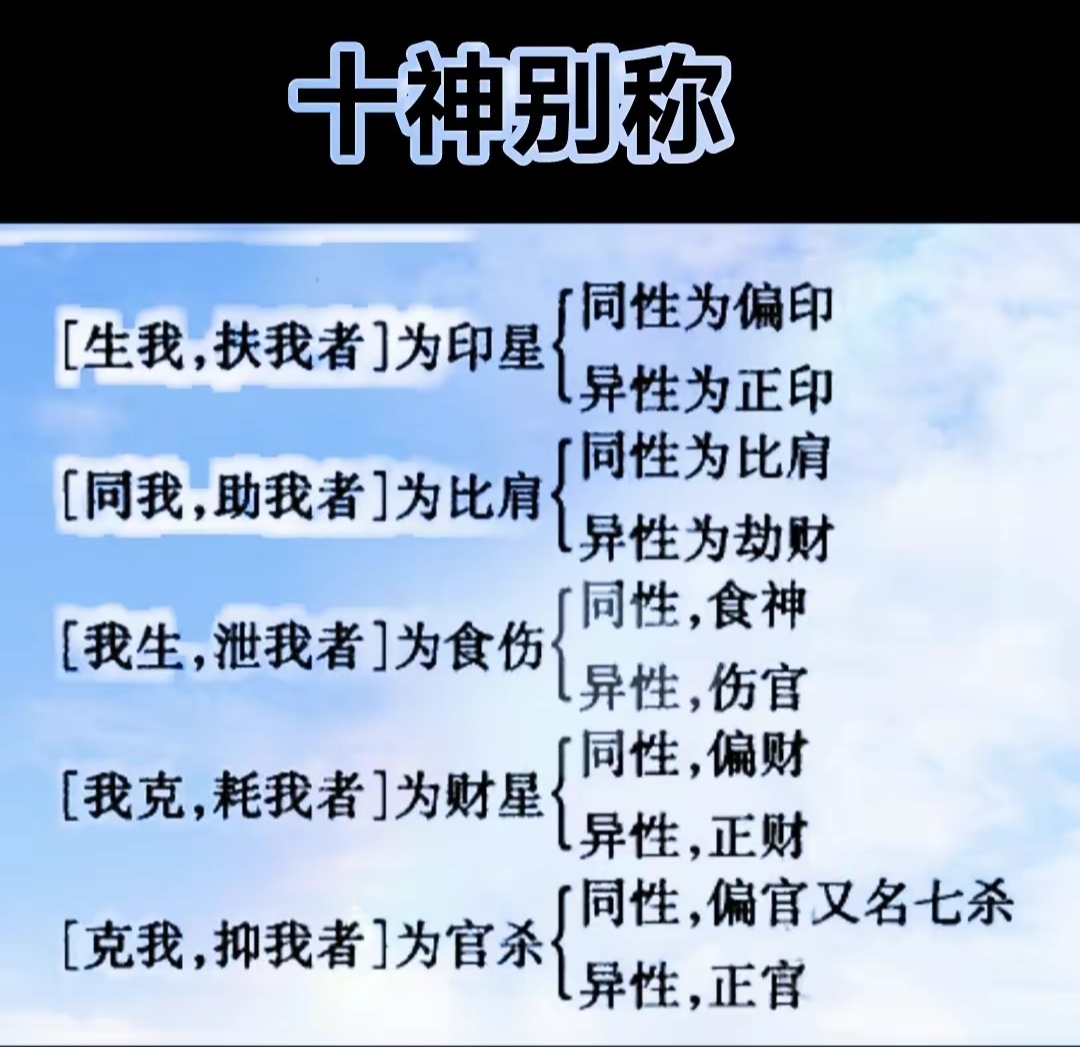 十神别称
[生我,扶我者]为印星
同性为偏印
异性为正印
[同我,助我者]为比肩
同性为比肩
异性为劫财
[我生,泄我者]为食伤
同性,食神
异性,伤官
[我克,耗我者]为财星
同性,偏财
异性,正财
[克我,抑我者]为官杀
同性,偏官又名七杀
异性,正官